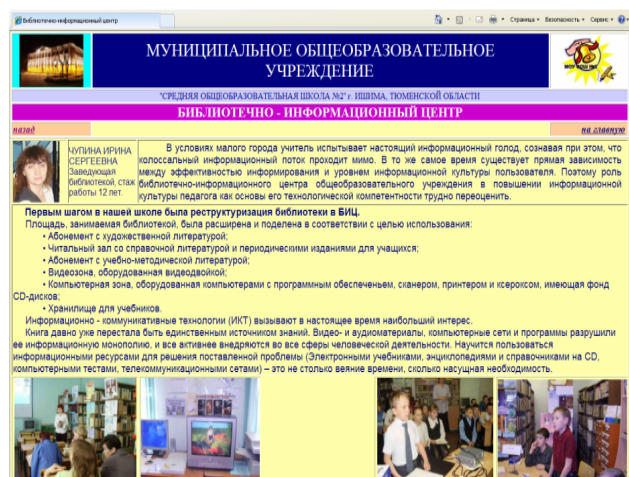 Библиотечно-информационный центр
Страница Безопасность Сервис
МУНИЦИПАЛЬНОЕ ОБЩЕОБРАЗОВАТЕЛЬНОЕ
УЧРЕЖДЕНИЕ
"СРЕДНЯЯ ОБЩЕОБРАЗОВАТЕЛЬНАЯ ШКОЛА №2" г. ИШИМА, ТЮМЕНСКОЙ ОБЛАСТИ
БИБЛИОТЕЧНО - ИНФОРМАЦИОННЫЙ ЦЕНТР
назад
на главную
ЧУПИНА ИРИНА
СЕРГЕЕВНА
Заведующая
библиотекой, стаж
работы 12 лет.
В условиях малого города учитель испытывает настоящий информационный голод, сознавая при этом, что
колоссальный информационный поток проходит мимо. В то же самое время существует прямая зависимость
между эффективностью информирования и уровнем информационной культуры пользователя. Поэтому роль
библиотечно-информационного центра общеобразовательного учреждения в повышении информационной
культуры педагога как основы его технологической компетентности трудно переоценить.
Первым шагом в нашей школе была реструктуризация библиотеки в БИЦ.
Площадь, занимаемая библиотекой, была расширена и поделена в соответствии с целью использования:
• Абонемент с художественной литературой;
• Читальный зал со справочной литературой и периодическими изданиями для учащихся;
• Абонемент с учебно-методической литературой;
• Видеозона, оборудованная видеодвойкой;
• Компьютерная зона, оборудованная компьютерами с программным обеспеченьем, сканером, принтером и ксероксом, имеющая фонд
CD-дисков;
• Хранилище для учебников.
Информационно - коммуникативные технологии (ИКТ) вызывают в настоящее время наибольший интерес.
Книга давно уже перестала быть единственным источником знаний. Видео- и аудиоматериалы, компьютерные сети и программы разрушили
ее информационную монополию, и все активнее внедряются во все сферы человеческой деятельности. Научится пользоваться
информационными ресурсами для решения поставленной проблемы (Электронными учебниками, энциклопедиями и справочниками на CD,
компьютерными тестами, телекоммуникационными сетами) – это не столько веяние времени, сколько насущная необходимость.